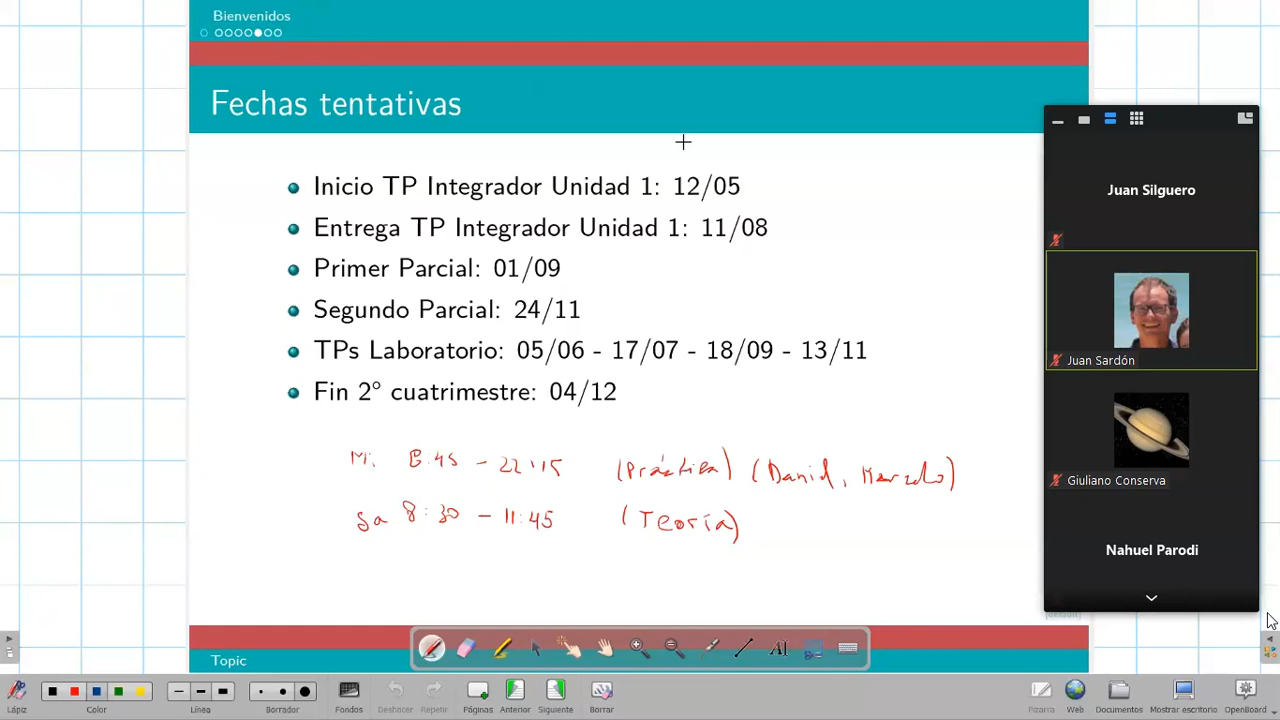 Bienvenidos
Fechas tentativas
Inicio TP Integrador Unidad 1: 12/05
Entrega TP Integrador Unidad 1: 11/08
Primer Parcial: 01/09
Segundo Parcial: 24/11
TPs Laboratorio: 05/06 - 17/07 - 18/09 - 13/11
Fin 2° cuatrimestre: 04/12
Mi - 22:15 (Práctica) (Daniel, Marcelo)
Sa 8:30 - 11:45 (Teoría)
Topic
Juan Silguero
Juan Sardón
Giuliano Conserva
Nahuel Parodi
Lápiz
Color
Línea
Borrador
Fondos
Deshacer
Repetir
Páginas
Anterior
Siguiente
Borrar
Pizarra
Web
Documentos
Mostrar escritorio
OpenBoard